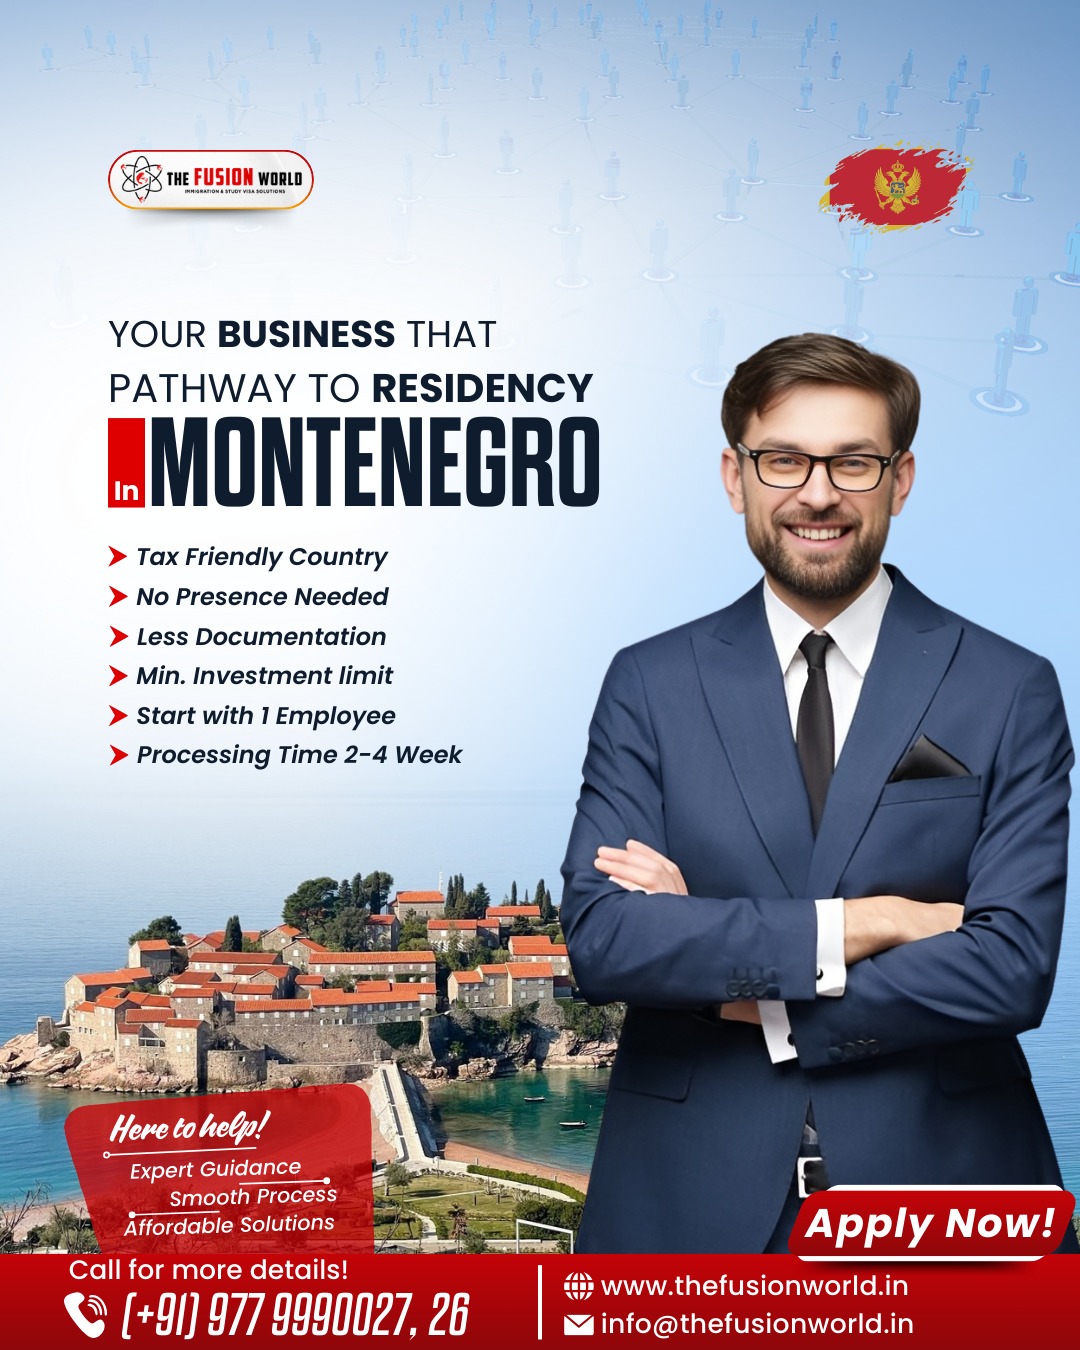 THE FUSION WORLD
IMMIGRATION & STUDY VISA SOLUTIONS
YOUR BUSINESS THAT
PATHWAY TO RESIDENCY
In MONTENEGRO
Tax Friendly Country
No Presence Needed
Less Documentation
Min. Investment limit
Start with 1 Employee
Processing Time 2-4 Week
Here to help!
Expert Guidance
Smooth Process
Affordable Solutions
Apply Now!
Call for more details!
(+91) 977 9990027, 26
www.thefusionworld.in
info@thefusionworld.in